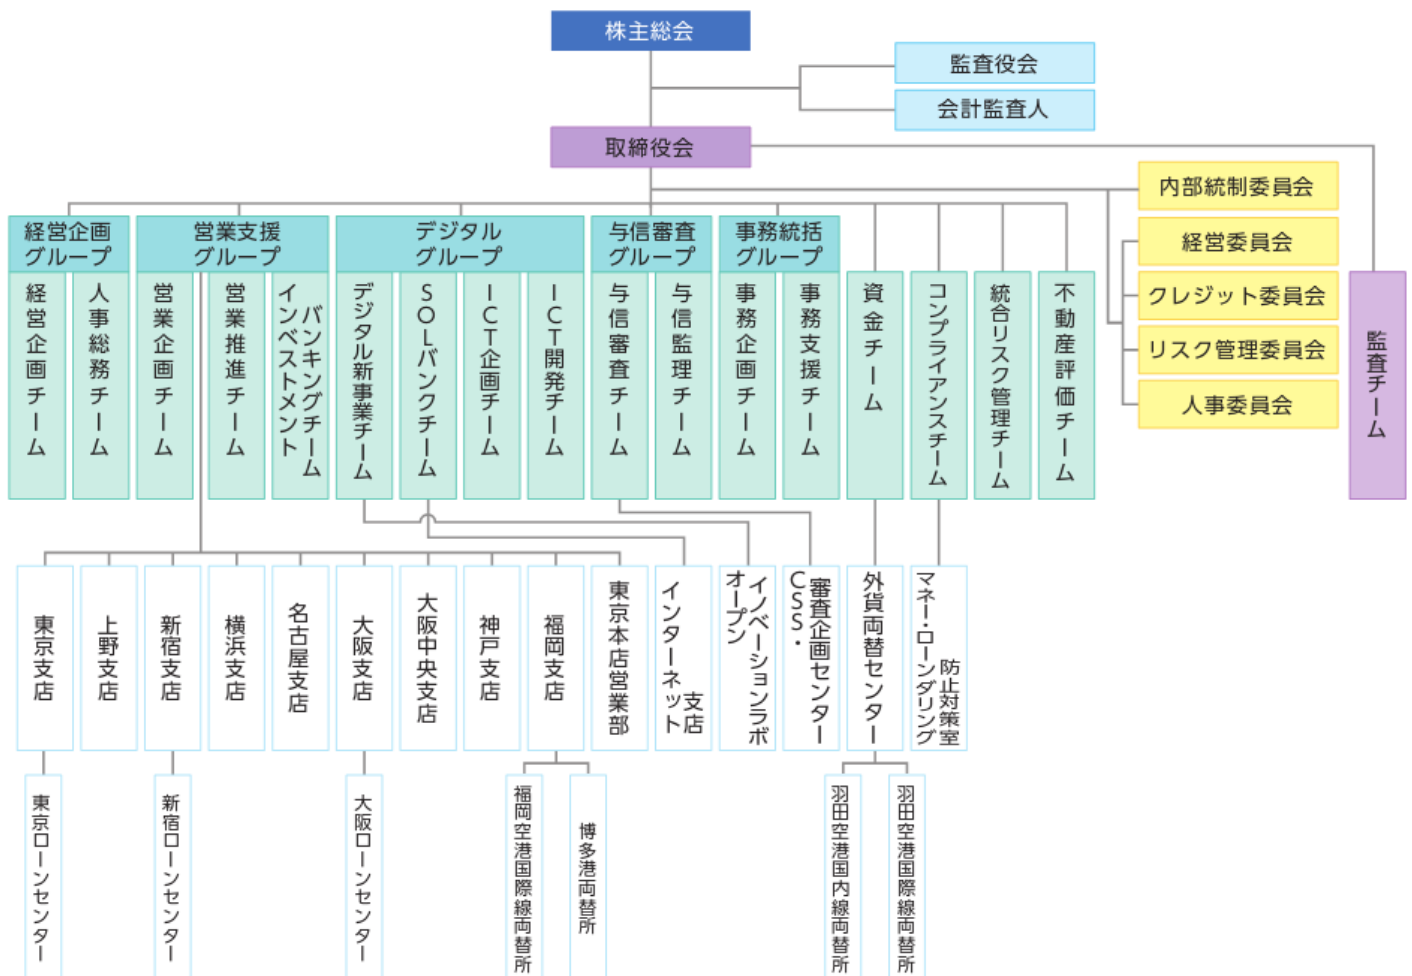 株主総会
監査役会
会計監査人
取締役会
内部統制委員会
経営委員会
クレジット委員会
リスク管理委員会
人事委員会
監査チーム
経営企画
グループ
営業支援
グループ
デジタル
グループ
与信審査
グループ
事務統括
グループ
経営企画チーム
人事総務チーム
営業企画チーム
営業推進チーム
インベストメント
バンキングチーム
デジタル新事業チーム
SOLバンクチーム
ICT企画チーム
ICT開発チーム
与信審査チーム
与信監理チーム
事務企画チーム
事務支援チーム
資金チーム
コンプライアンスチーム
統合リスク管理チーム
不動産評価チーム
東京支店
上野支店
新宿支店
横浜支店
名古屋支店
大阪支店
大阪中央支店
神戸支店
福岡支店
東京本店営業部
インターネット
支店
オープン
イノベーションラボ
CSS・
審査企画センター
外貨両替センター
マネー・ローンダリング
防止対策室
東京ローンセンター
新宿ローンセンター
大阪ローンセンター
福岡空港国際線両替所
博多港両替所
羽田空港国内線両替所
羽田空港国際線両替所